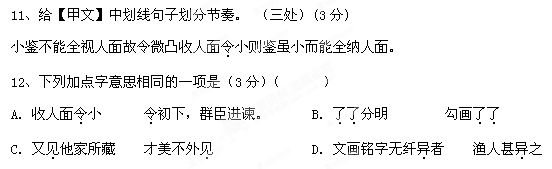 11、给【甲文】中划线句子划分节奏。 （三处）(3分)
小鉴不能全视人面故令微凸收人面令小则鉴虽小而能全纳人面。
12、下列加点字意思相同的一项是（3分）(      )
A. 收人面令小 令初下，群臣进谏。 B. 了了分明 勾画了了
C. 又见他家所藏 才美不外见 D. 文画铭字无纤异者 渔人甚异之